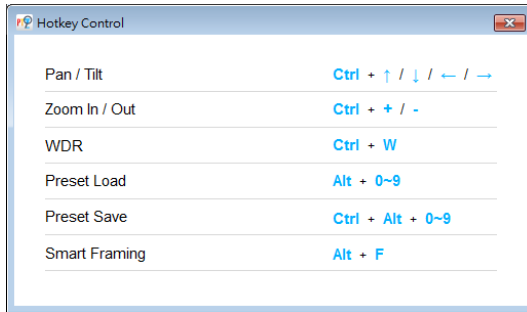 Hotkey Control
Pan / Tilt Ctrl + ↑ / ↓ / ← / →
Zoom In / Out Ctrl + + / -
WDR Ctrl + W
Preset Load Alt + 0~9
Preset Save Ctrl + Alt + 0~9
Smart Framing Alt + F